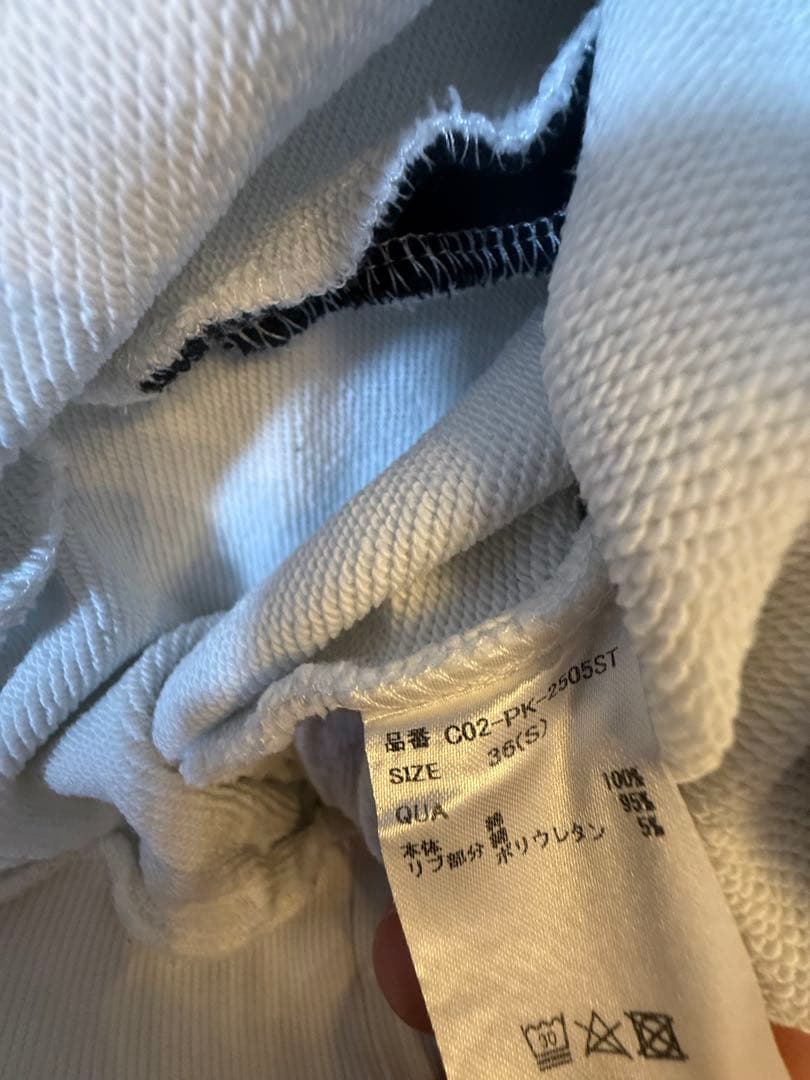 品番 C02-PK-2505ST
SIZE 36(S)
QUA
本体 綿 100%
リブ部分 綿 95%
ポリウレタン 5%
30